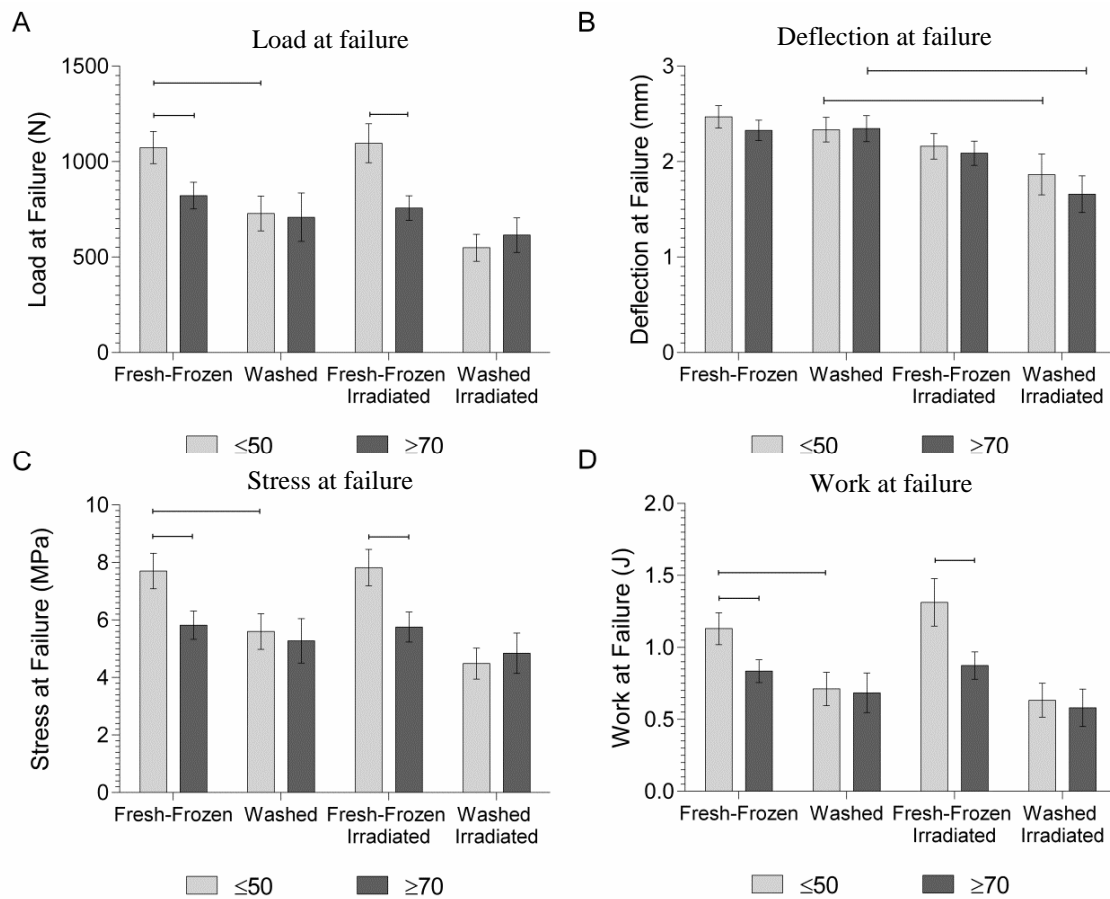 A
Load at failure
Load at Failure (N)
1500
1000
500
0
Fresh-Frozen
Washed
Fresh-Frozen
Irradiated
Washed
Irradiated
≤50
≥70
B
Deflection at failure
Deflection at Failure (mm)
3
2
1
0
Fresh-Frozen
Washed
Fresh-Frozen
Irradiated
Washed
Irradiated
≤50
≥70
C
Stress at failure
Stress at Failure (MPa)
10
8
6
4
2
0
Fresh-Frozen
Washed
Fresh-Frozen
Irradiated
Washed
Irradiated
≤50
≥70
D
Work at failure
Work at Failure (J)
2.0
1.5
1.0
0.5
0.0
Fresh-Frozen
Washed
Fresh-Frozen
Irradiated
Washed
Irradiated
≤50
≥70